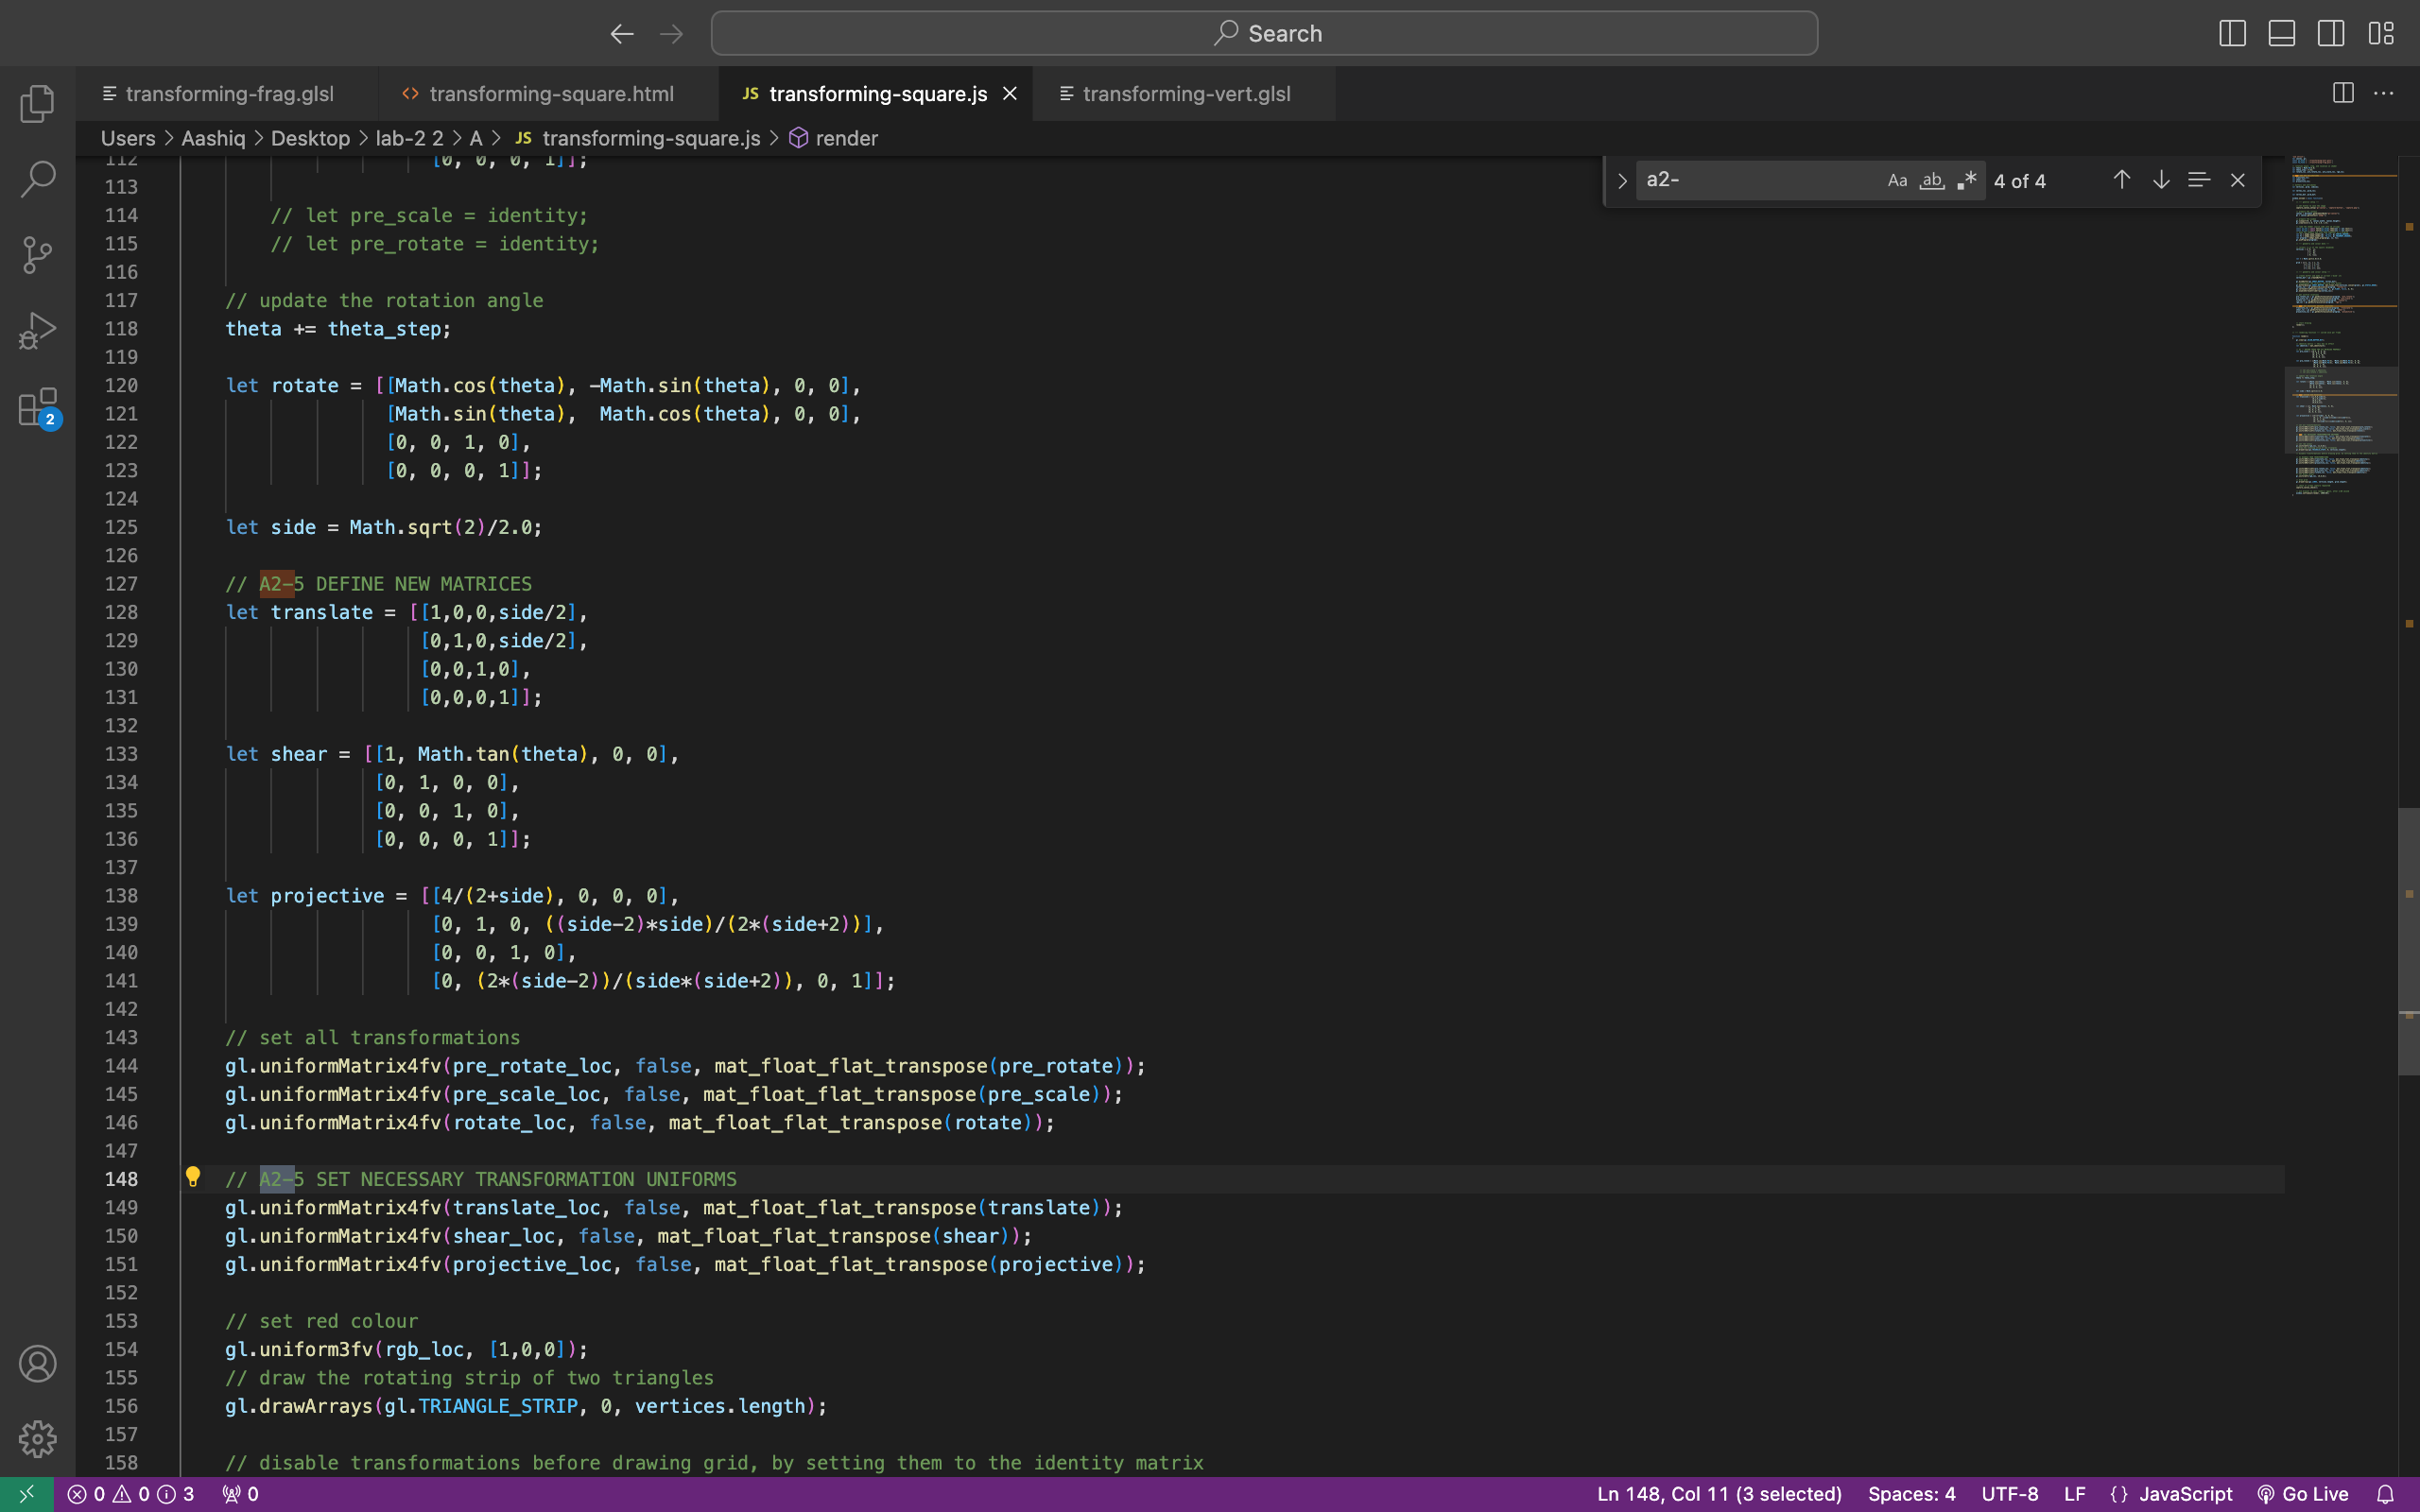 Search
transforming-frag.glsl
<> transforming-square.html
JS transforming-square.js
transforming-vert.glsl
Users > Aashiq > Desktop > lab-2 2 > A > JS transforming-square.js > render
a2-
Aa ab .* 4 of 4
2
112 [0, 0, 0, 1]];
113
114 // let pre_scale = identity;
115 // let pre_rotate = identity;
116
117 // update the rotation angle
118 theta += theta_step;
119
120 let rotate = [[Math.cos(theta), -Math.sin(theta), 0, 0],
121 [Math.sin(theta),  Math.cos(theta), 0, 0],
122 [0, 0, 1, 0],
123 [0, 0, 0, 1]];
124
125 let side = Math.sqrt(2)/2.0;
126
127 // A2-5 DEFINE NEW MATRICES
128 let translate = [[1,0,0,side/2],
129 [0,1,0,side/2],
130 [0,0,1,0],
131 [0,0,0,1]];
132
133 let shear = [[1, Math.tan(theta), 0, 0],
134 [0, 1, 0, 0],
135 [0, 0, 1, 0],
136 [0, 0, 0, 1]];
137
138 let projective = [[4/(2+side), 0, 0, 0],
139 [0, 1, 0, ((side-2)*side)/(2*(side+2))],
140 [0, 0, 1, 0],
141 [0, (2*(side-2))/(side*(side+2)), 0, 1]];
142
143 // set all transformations
144 gl.uniformMatrix4fv(pre_rotate_loc, false, mat_float_flat_transpose(pre_rotate));
145 gl.uniformMatrix4fv(pre_scale_loc, false, mat_float_flat_transpose(pre_scale));
146 gl.uniformMatrix4fv(rotate_loc, false, mat_float_flat_transpose(rotate));
147
148 // A2-5 SET NECESSARY TRANSFORMATION UNIFORMS
149 gl.uniformMatrix4fv(translate_loc, false, mat_float_flat_transpose(translate));
150 gl.uniformMatrix4fv(shear_loc, false, mat_float_flat_transpose(shear));
151 gl.uniformMatrix4fv(projective_loc, false, mat_float_flat_transpose(projective));
152
153 // set red colour
154 gl.uniform3fv(rgb_loc, [1,0,0]);
155 // draw the rotating strip of two triangles
156 gl.drawArrays(gl.TRIANGLE_STRIP, 0, vertices.length);
157
158 // disable transformations before drawing grid, by setting them to the identity matrix
0 0 3 0
Ln 148, Col 11 (3 selected) Spaces: 4 UTF-8 LF {} JavaScript Go Live